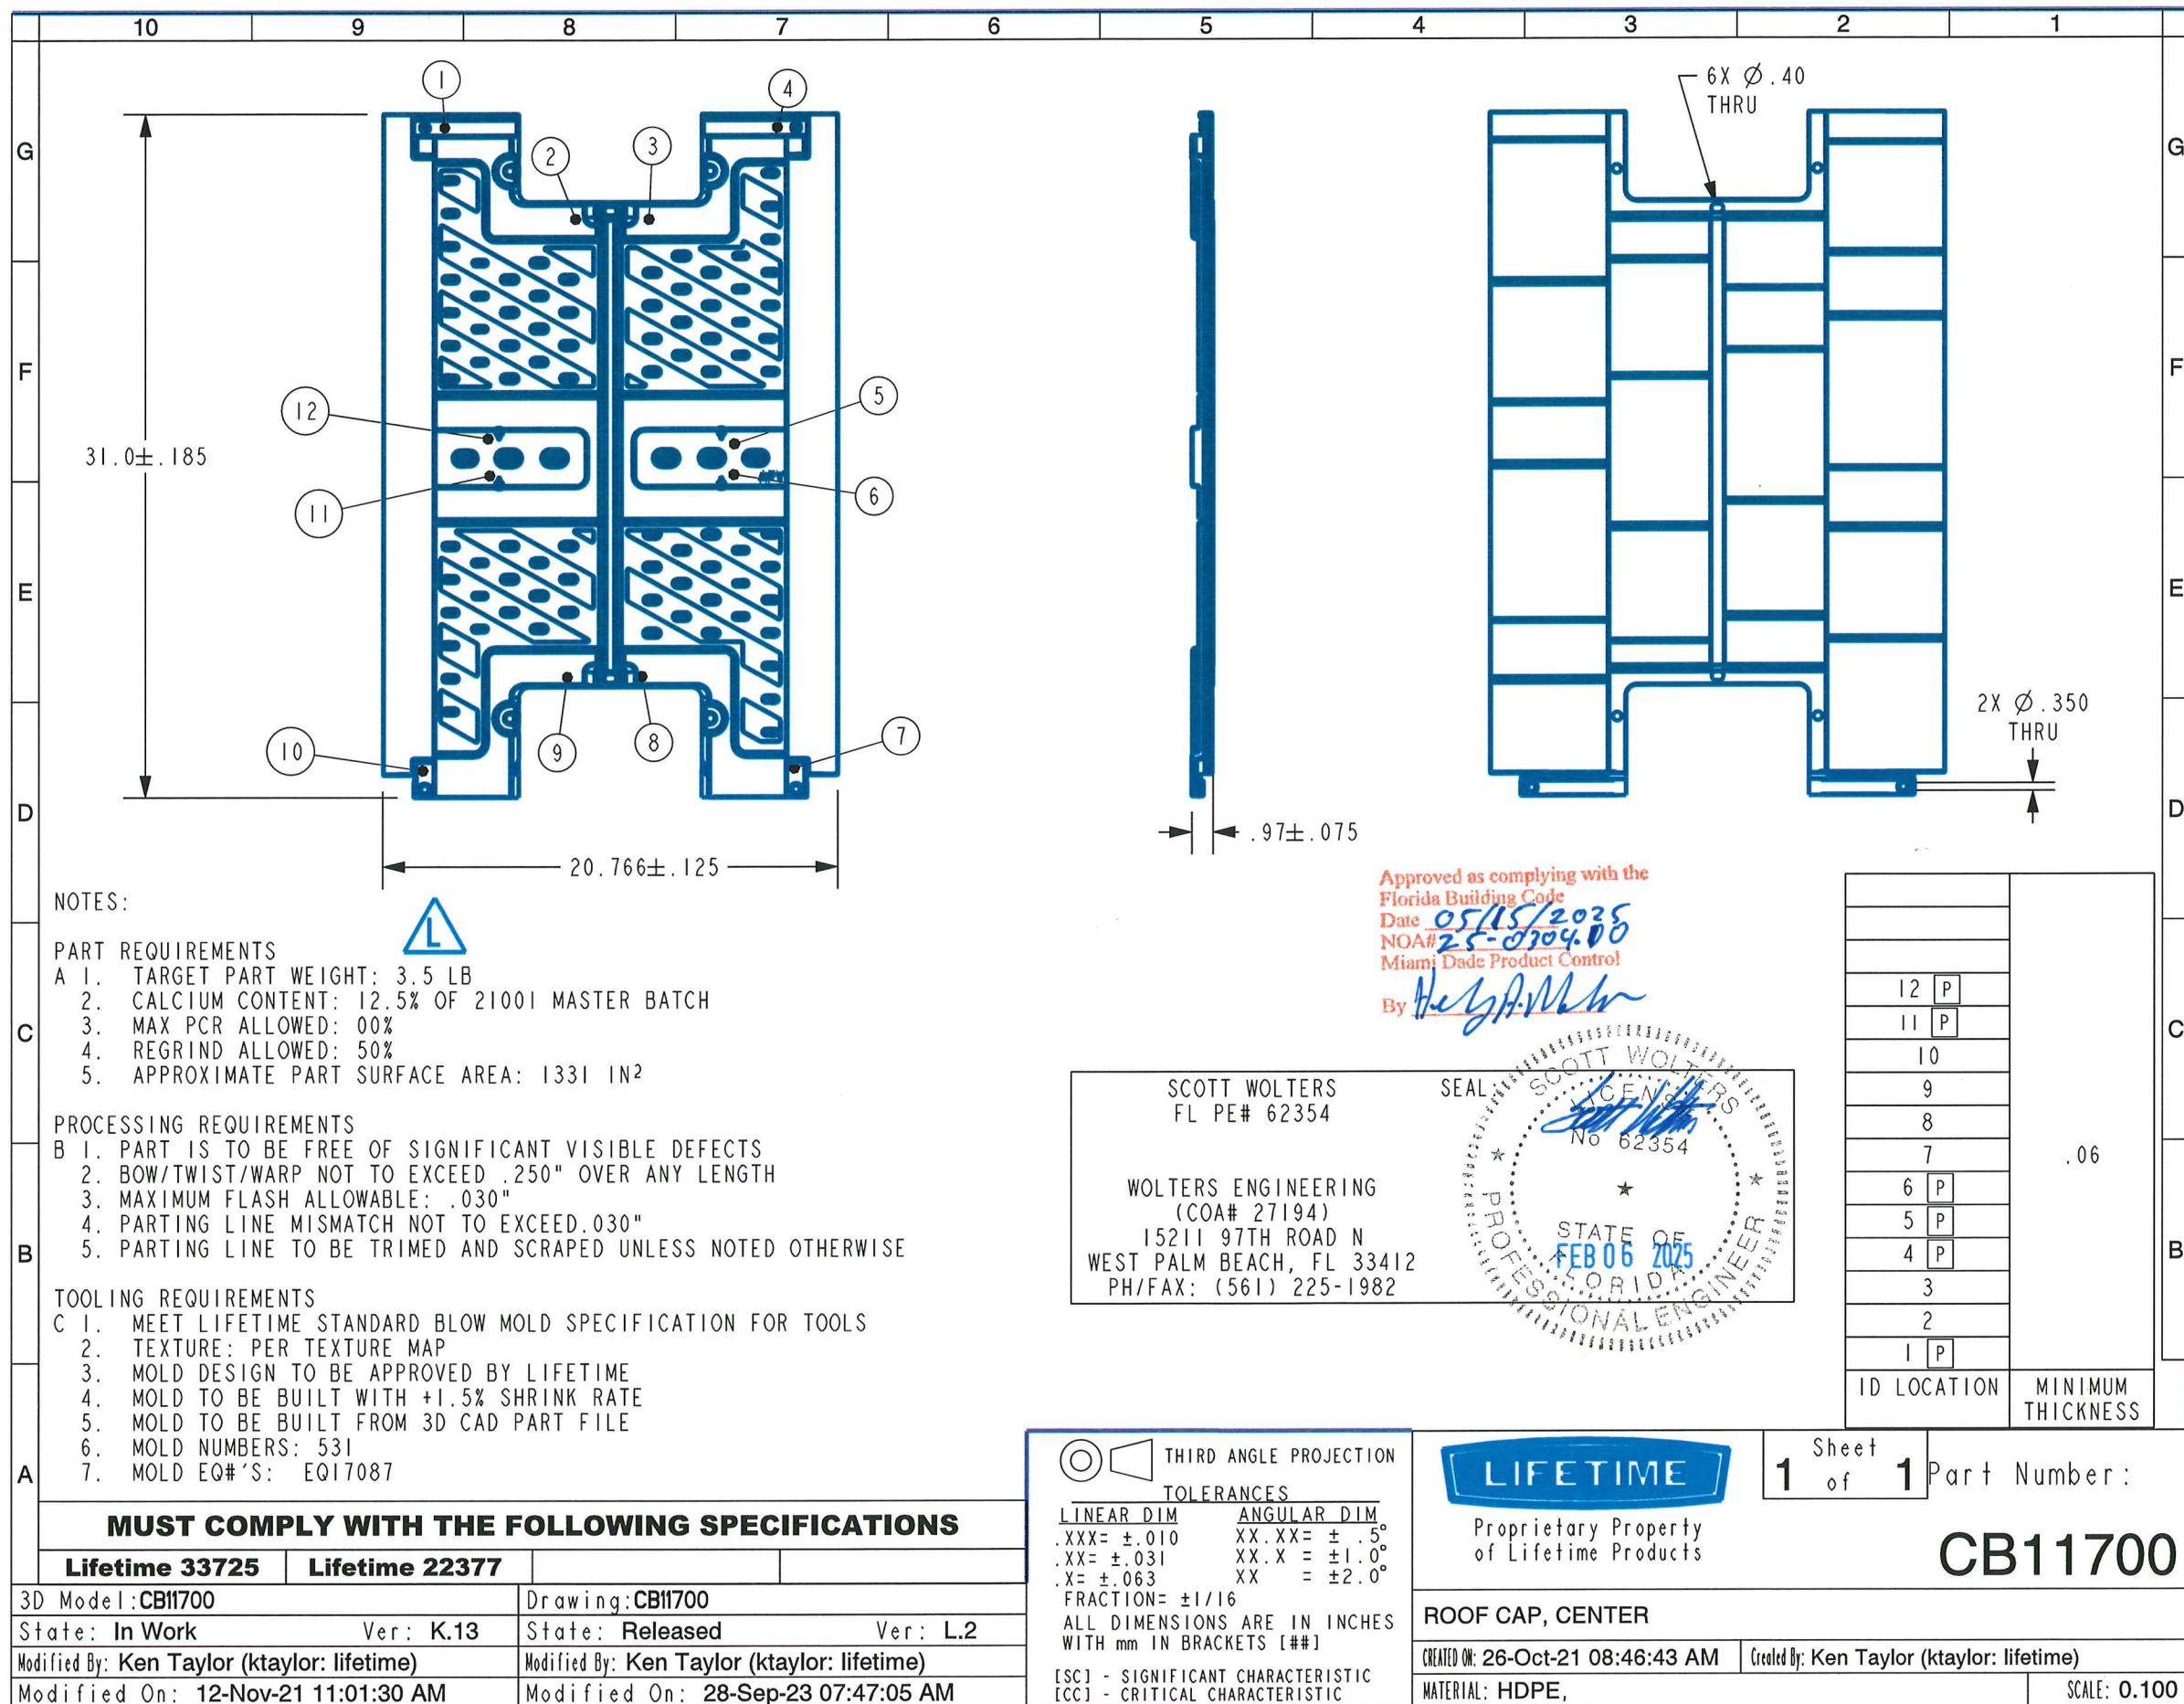 10 9 8 7 6 5 4 3 2 1
G
F
E
D
C
B
A
G
F
E
D
C
B
1
4
2
3
12
5
11
6
10
9
8
7
31.0±.185
20.766±.125
.97±.075
6X Ø.40
THRU
2X Ø.350
THRU
NOTES:
L
PART REQUIREMENTS
A 1. TARGET PART WEIGHT: 3.5 LB
2. CALCIUM CONTENT: 12.5% OF 21001 MASTER BATCH
3. MAX PCR ALLOWED: 00%
4. REGRIND ALLOWED: 50%
5. APPROXIMATE PART SURFACE AREA: 1331 IN²
PROCESSING REQUIREMENTS
B 1. PART IS TO BE FREE OF SIGNIFICANT VISIBLE DEFECTS
2. BOW/TWIST/WARP NOT TO EXCEED .250" OVER ANY LENGTH
3. MAXIMUM FLASH ALLOWABLE: .030"
4. PARTING LINE MISMATCH NOT TO EXCEED.030"
5. PARTING LINE TO BE TRIMED AND SCRAPED UNLESS NOTED OTHERWISE
TOOLING REQUIREMENTS
C 1. MEET LIFETIME STANDARD BLOW MOLD SPECIFICATION FOR TOOLS
2. TEXTURE: PER TEXTURE MAP
3. MOLD DESIGN TO BE APPROVED BY LIFETIME
4. MOLD TO BE BUILT WITH +1.5% SHRINK RATE
5. MOLD TO BE BUILT FROM 3D CAD PART FILE
6. MOLD NUMBERS: 531
7. MOLD EQ#'S: EQ17087
Approved as complying with the
Florida Building Code
Date 05/15/2025
NOA# 25-0304.00
Miami Dade Product Control
By
SCOTT WOLTERS
FL PE# 62354
WOLTERS ENGINEERING
(COA# 27194)
15211 97TH ROAD N
WEST PALM BEACH, FL 33412
PH/FAX: (561) 225-1982
SEAL:
SCOTT WOLTERS
No 62354
STATE OF
FLORIDA
PROFESSIONAL ENGINEER
FEB 06 2025
12 P
11 P
10
9
8
7
6 P
5 P
4 P
3
2
1 P
.06
ID LOCATION
MINIMUM
THICKNESS
MUST COMPLY WITH THE FOLLOWING SPECIFICATIONS
Lifetime 33725 Lifetime 22377
3D Model: CB11700
State: In Work Ver: K.13
Modified By: Ken Taylor (ktaylor: lifetime)
Modified On: 12-Nov-21 11:01:30 AM
Drawing: CB11700
State: Released Ver: L.2
Modified By: Ken Taylor (ktaylor: lifetime)
Modified On: 28-Sep-23 07:47:05 AM
THIRD ANGLE PROJECTION
TOLERANCES
LINEAR DIM ANGULAR DIM
.XXX= ±.010 XX.XX= ± .5°
.XX= ±.031 XX.X = ±1.0°
.X= ±.063 XX = ±2.0°
FRACTION= ±1/16
ALL DIMENSIONS ARE IN INCHES
WITH mm IN BRACKETS [##]
[SC] - SIGNIFICANT CHARACTERISTIC
[CC] - CRITICAL CHARACTERISTIC
LIFETIME
Proprietary Property
of Lifetime Products
Sheet
1 of 1
Part Number:
CB11700
ROOF CAP, CENTER
CREATED ON: 26-Oct-21 08:46:43 AM Created By: Ken Taylor (ktaylor: lifetime)
MATERIAL: HDPE, SCALE: 0.100